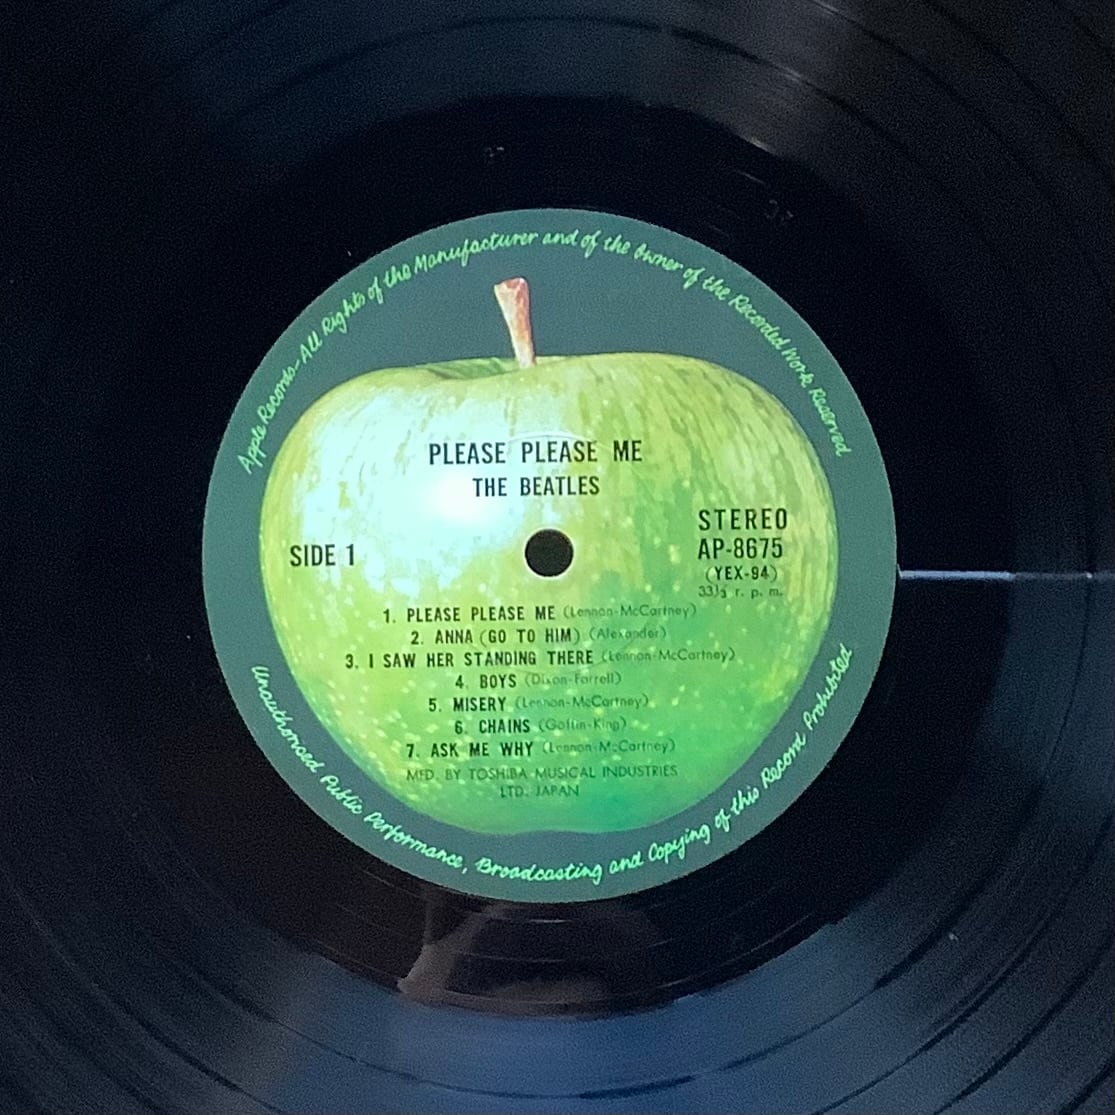 Apple Records-All Rights of the Manufacturer and of the Owner of the Recorded Work Reserved
PLEASE PLEASE ME
THE BEATLES
SIDE 1
STEREO
AP-8675
(YEX-94)
33⅓ r. p. m.
1. PLEASE PLEASE ME (Lennon-McCartney)
2. ANNA (GO TO HIM) (Alexander)
3. I SAW HER STANDING THERE (Lennon-McCartney)
4. BOYS (Dixon-Farrell)
5. MISERY (Lennon-McCartney)
6. CHAINS (Goffin-King)
7. ASK ME WHY (Lennon-McCartney)
MFD. BY TOSHIBA MUSICAL INDUSTRIES
LTD. JAPAN
Unauthorised Public Performance, Broadcasting and Copying of this Record Prohibited